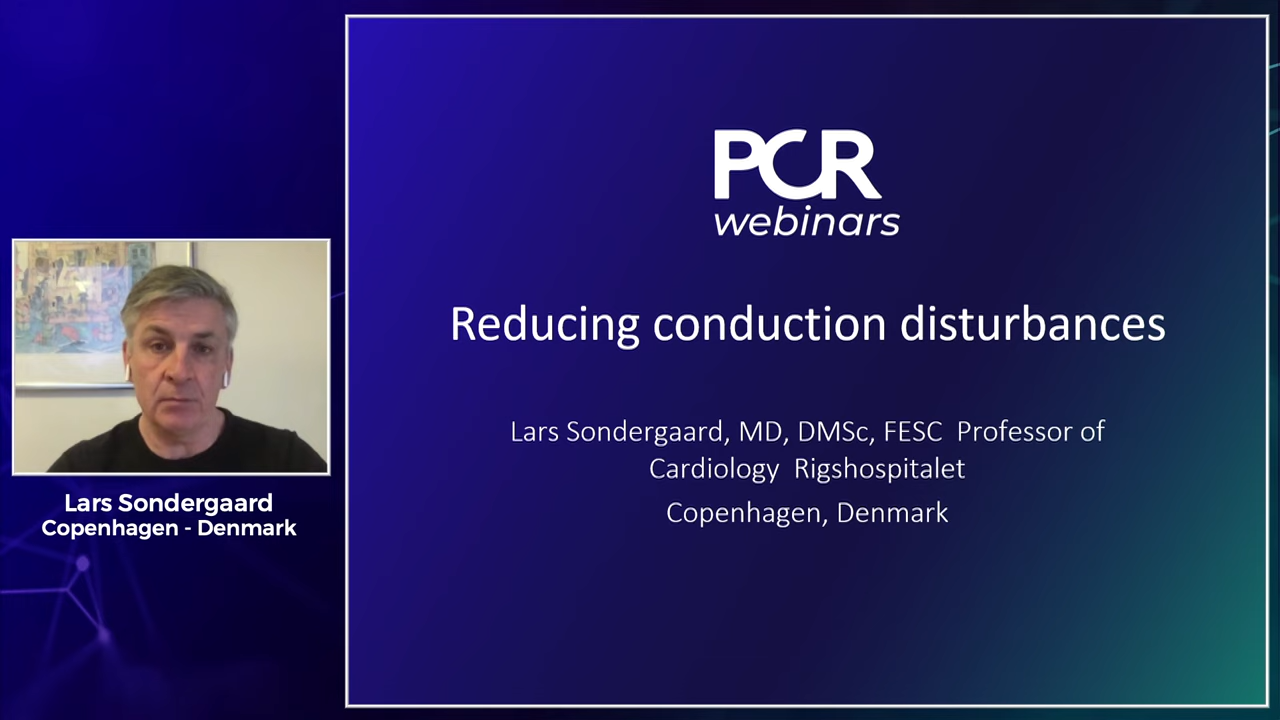 PCR
webinars
Reducing conduction disturbances
Lars Sondergaard, MD, DMSc, FESC Professor of
Cardiology Rigshospitalet
Copenhagen, Denmark
Lars Sondergaard
Copenhagen - Denmark